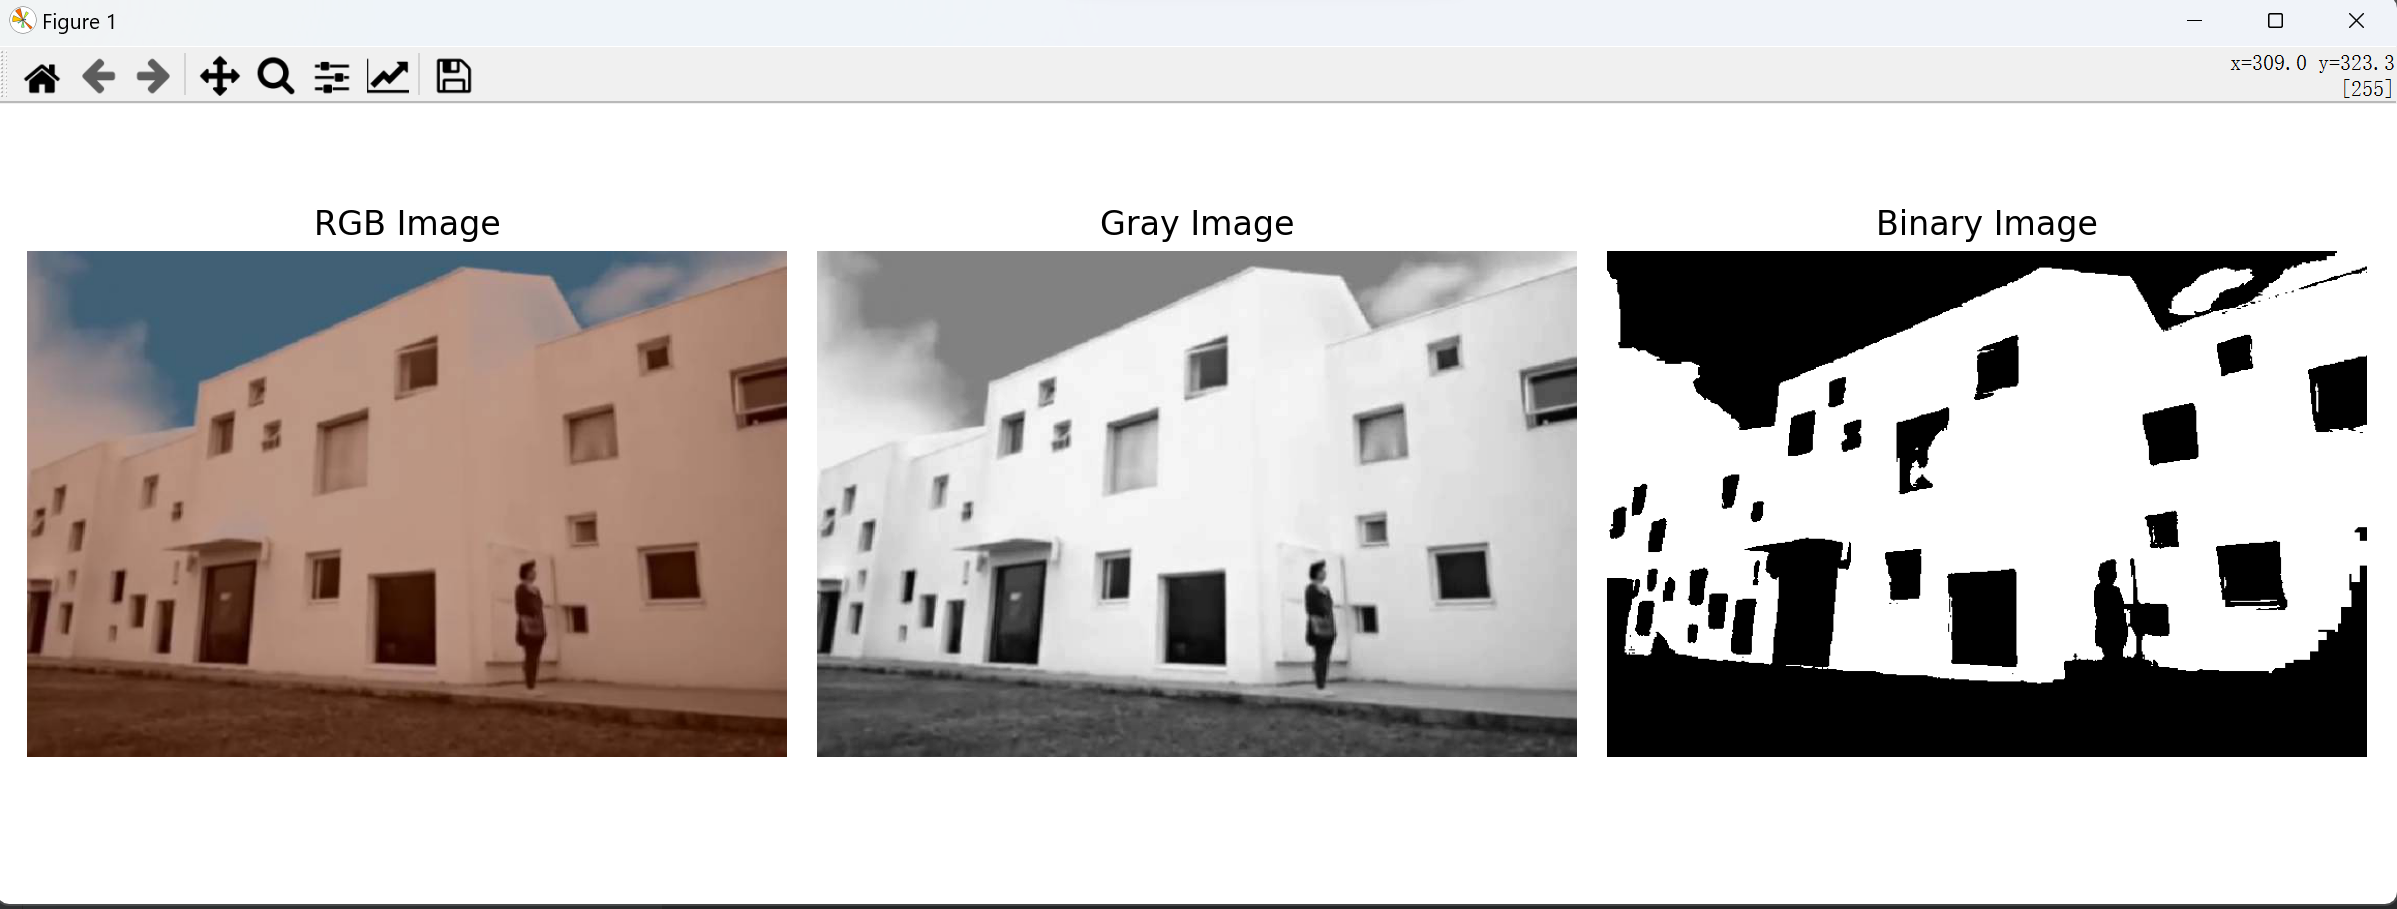 Figure 1
x=309.0 y=323.3
[255]
RGB Image
Gray Image
Binary Image